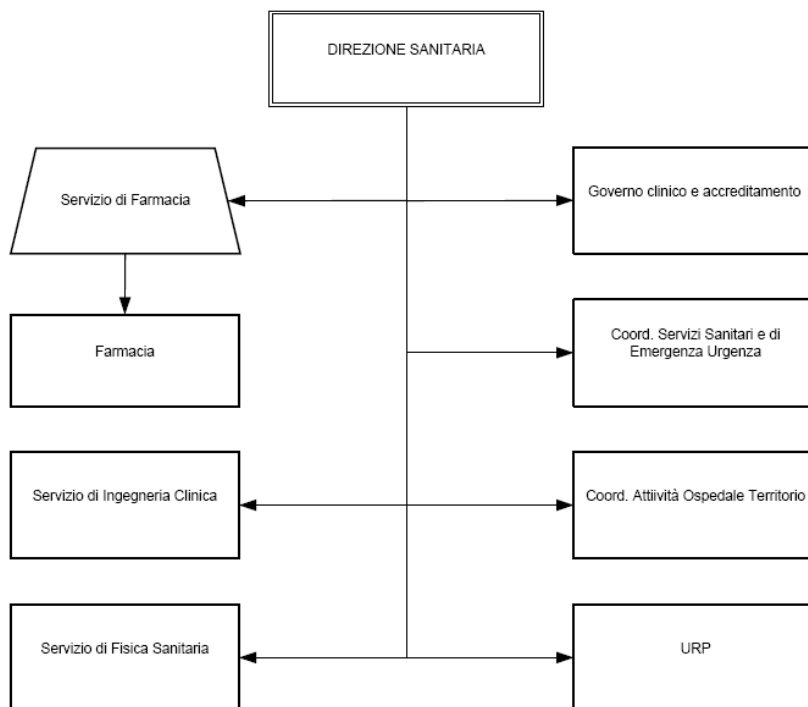 DIREZIONE SANITARIA
Servizio di Farmacia
Governo clinico e accreditamento
Farmacia
Coord. Servizi Sanitari e di
Emergenza Urgenza
Servizio di Ingegneria Clinica
Coord. Attiività Ospedale Territorio
Servizio di Fisica Sanitaria
URP